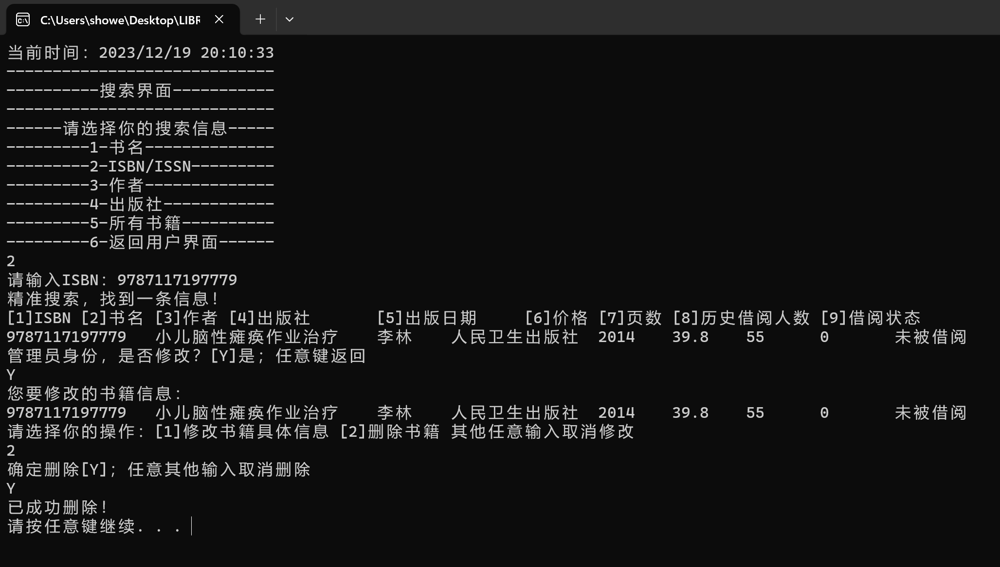 C:\Users\showe\Desktop\LIBR
当前时间：2023/12/19 20:10:33
-----------------------------
----------搜索界面-----------
-----------------------------
------请选择你的搜索信息-----
---------1-书名--------------
---------2-ISBN/ISSN---------
---------3-作者--------------
---------4-出版社------------
---------5-所有书籍----------
---------6-返回用户界面------
2
请输入ISBN：9787117197779
精准搜索，找到一条信息！
[1]ISBN [2]书名 [3]作者 [4]出版社       [5]出版日期     [6]价格 [7]页数 [8]历史借阅人数 [9]借阅状态
9787117197779   小儿脑性瘫痪作业治疗    李林    人民卫生出版社  2014    39.8    55      0       未被借阅
管理员身份，是否修改？[Y]是；任意键返回
Y
您要修改的书籍信息：
9787117197779   小儿脑性瘫痪作业治疗    李林    人民卫生出版社  2014    39.8    55      0       未被借阅
请选择你的操作：[1]修改书籍具体信息 [2]删除书籍 其他任意输入取消修改
2
确定删除[Y]；任意其他输入取消删除
Y
已成功删除！
请按任意键继续. . .